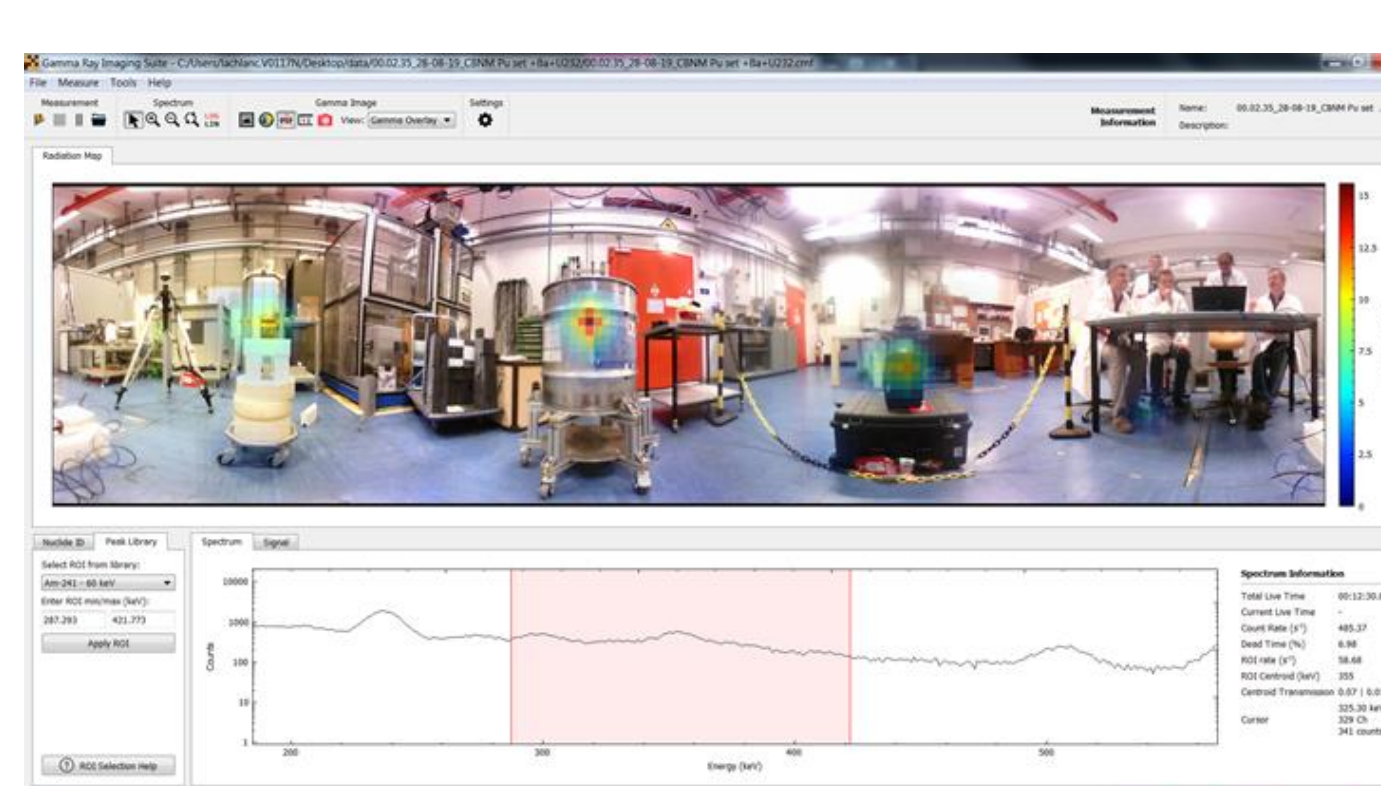 Gamma Ray Imaging Suite - C:/Users/lachlanc.V0117N/Desktop/data/00.02.35_28-08-19_CBNM Pu set +Ba+U232/00.02.35_28-08-19_CBNM Pu set +Ba+U232.cmf
File Measure Tools Help
Measurement Spectrum Gamma Image Settings
LOG
LIN
PDF
View: Gamma Overlay
Measurement Information
Name: 00.02.35_28-08-19_CBNM Pu set
Description:
Radiation Map
15
12.5
10
7.5
5
2.5
0
Nuclide ID Peak Library
Select ROI from library:
Am-241 - 60 keV
Enter ROI min/max (keV):
287.293 421.773
Apply ROI
? ROI Selection Help
Spectrum Signal
10000
1000
100
10
1
Counts
200 300 400 500
Energy (keV)
Spectrum Information
Total Live Time 00:12:30.
Current Live Time -
Count Rate (s⁻¹) 485.37
Dead Time (%) 6.98
ROI rate (s⁻¹) 58.68
ROI Centroid (keV) 355
Centroid Transmission 0.07 | 0.0
Cursor
325.30 keV
329 Ch
341 counts